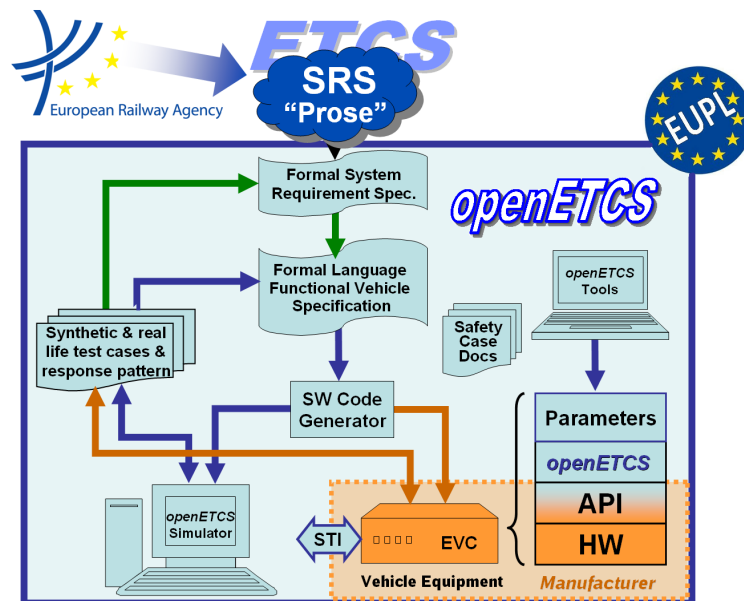 ETCS
SRS
“Prose”
European Railway Agency
EUPL
Formal System
Requirement Spec.
openETCS
Formal Language
Functional Vehicle
Specification
openETCS
Tools
Synthetic & real
life test cases &
response pattern
Safety
Case
Docs
SW Code
Generator
Parameters
openETCS
API
HW
openETCS
Simulator
STI
EVC
Vehicle Equipment
Manufacturer